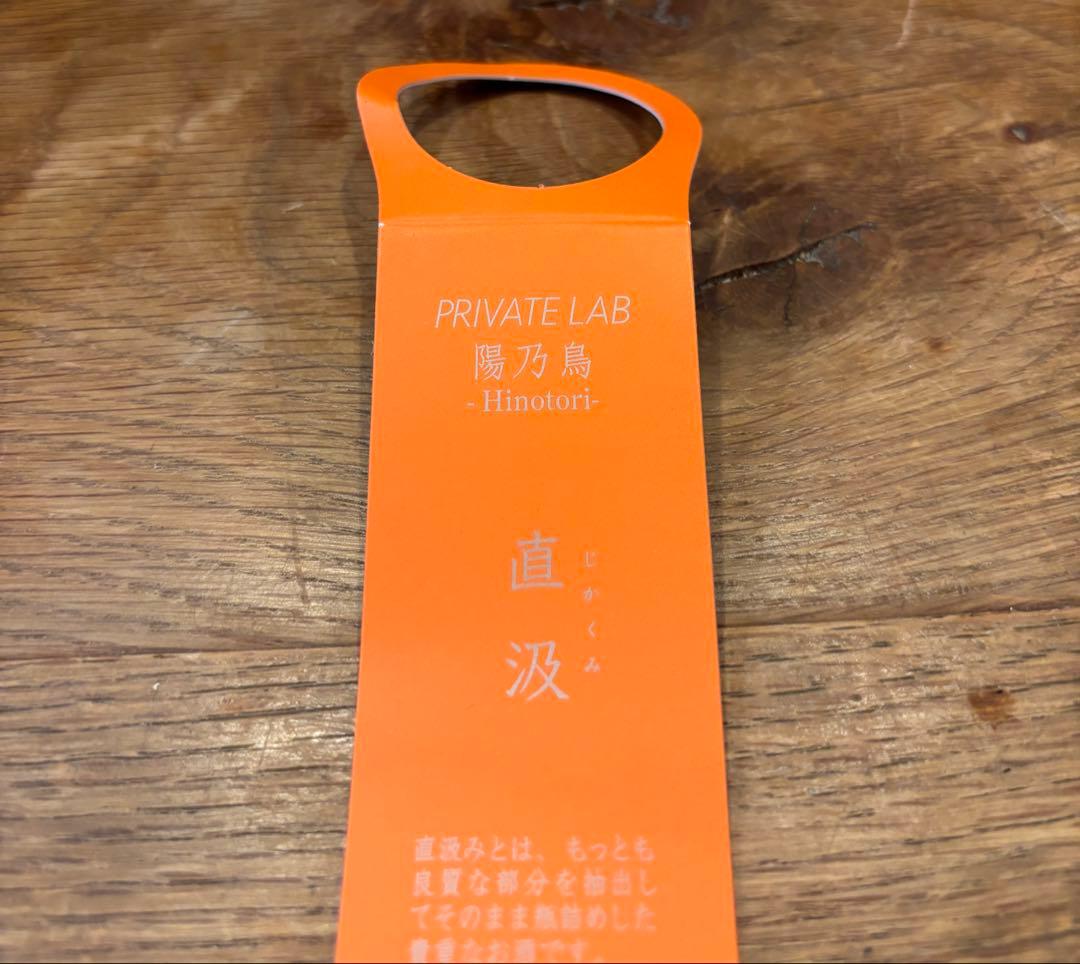 PRIVATE LAB
陽乃鳥
- Hinotori-
直汲
じかくみ
直汲みとは、もっとも
良質な部分を抽出し
てそのまま瓶詰めした
貴重なお酒です。